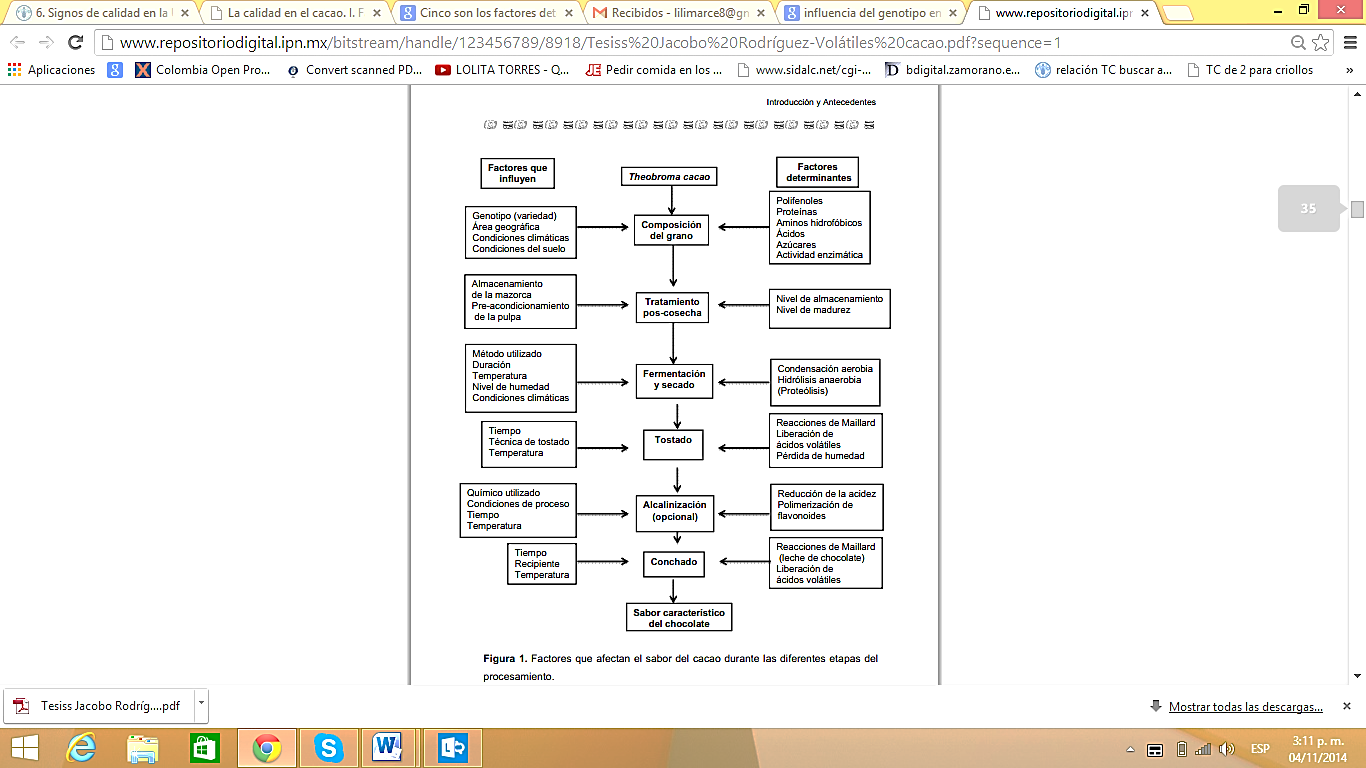 6. Signos de calidad en la
La calidad en el cacao. I. F
Cinco son los factores det
Recibidos - lilimarce8@gn
influencia del genotipo en
www.repositoriodigital.ipn
www.repositoriodigital.ipn.mx/bitstream/handle/123456789/8918/Tesis%20Jacobo%20Rodríguez-Volátiles%20cacao.pdf?sequence=1
Aplicaciones
Colombia Open Pro...
Convert scanned PD...
LOLITA TORRES - Q...
Pedir comida en los ...
www.sidalc.net/cgi-...
bdigital.zamorano.e...
relación TC buscar a...
TC de 2 para criollos
»
Introducción y Antecedentes
Factores que
influyen
Theobroma cacao
Factores
determinantes
Genotipo (variedad)
Área geográfica
Condiciones climáticas
Condiciones del suelo
Composición
del grano
Polifenoles
Proteínas
Aminos hidrofóbicos
Ácidos
Azúcares
Actividad enzimática
35
Almacenamiento
de la mazorca
Pre-acondicionamiento
de la pulpa
Tratamiento
pos-cosecha
Nivel de almacenamiento
Nivel de madurez
Método utilizado
Duración
Temperatura
Nivel de humedad
Condiciones climáticas
Fermentación
y secado
Condensación aerobia
Hidrólisis anaerobia
(Proteólisis)
Tiempo
Técnica de tostado
Temperatura
Tostado
Reacciones de Maillard
Liberación de
ácidos volátiles
Pérdida de humedad
Químico utilizado
Condiciones de proceso
Tiempo
Temperatura
Alcalinización
(opcional)
Reducción de la acidez
Polimerización de
flavonoides
Tiempo
Recipiente
Temperatura
Conchado
Reacciones de Maillard
(leche de chocolate)
Liberación de
ácidos volátiles
Sabor característico
del chocolate
Figura 1. Factores que afectan el sabor del cacao durante las diferentes etapas del
procesamiento.
Tesiss Jacobo Rodríg....pdf
Mostrar todas las descargas...
ESP
3:11 p. m.
04/11/2014